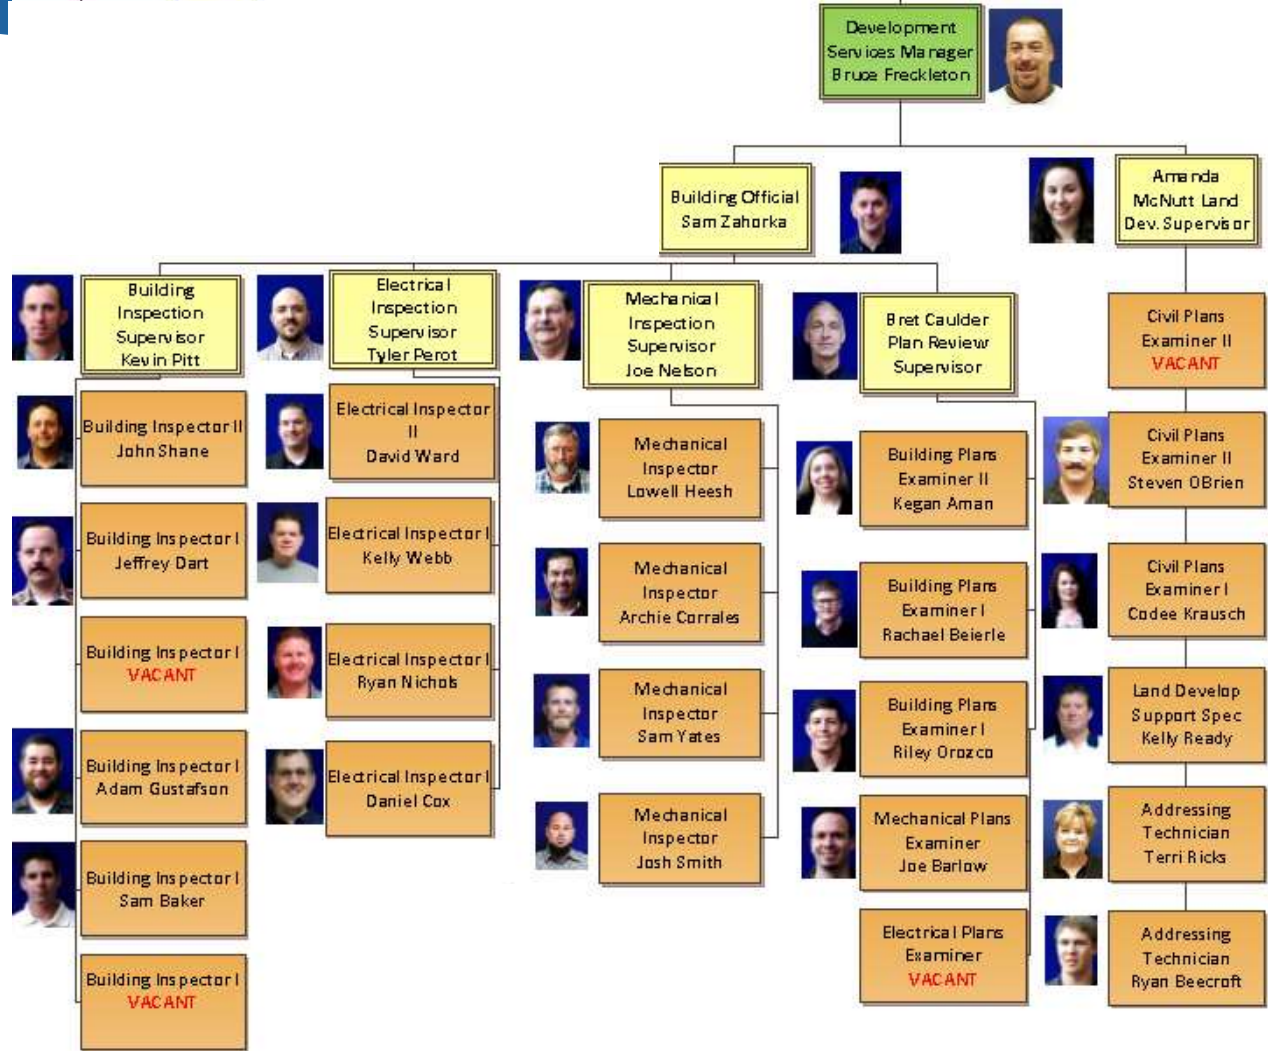 Development
Services Manager
Bruce Freckleton
Building Official
Sam Zahorka
Amanda
McNutt Land
Dev. Supervisor
Building
Inspection
Supervisor
Kevin Pitt
Building Inspector II
John Shane
Building Inspector I
Jeffrey Dart
Building Inspector I
VACANT
Building Inspector I
Adam Gustafson
Building Inspector I
Sam Baker
Building Inspector I
VACANT
Electrical
Inspection
Supervisor
Tyler Perot
Electrical Inspector
II
David Ward
Electrical Inspector I
Kelly Webb
Electrical Inspector I
Ryan Nichols
Electrical Inspector I
Daniel Cox
Mechanical
Inspection
Supervisor
Joe Nelson
Mechanical
Inspector
Lowell Heesh
Mechanical
Inspector
Archie Corrales
Mechanical
Inspector
Sam Yates
Mechanical
Inspector
Josh Smith
Bret Caulder
Plan Review
Supervisor
Building Plans
Examiner II
Kegan Aman
Building Plans
Examiner I
Rachael Beierle
Building Plans
Examiner I
Riley Orozco
Mechanical Plans
Examiner
Joe Barlow
Electrical Plans
Examiner
VACANT
Civil Plans
Examiner II
VACANT
Civil Plans
Examiner II
Steven OBrien
Civil Plans
Examiner I
Codee Krausch
Land Develop
Support Spec
Kelly Ready
Addressing
Technician
Terri Ricks
Addressing
Technician
Ryan Beecroft